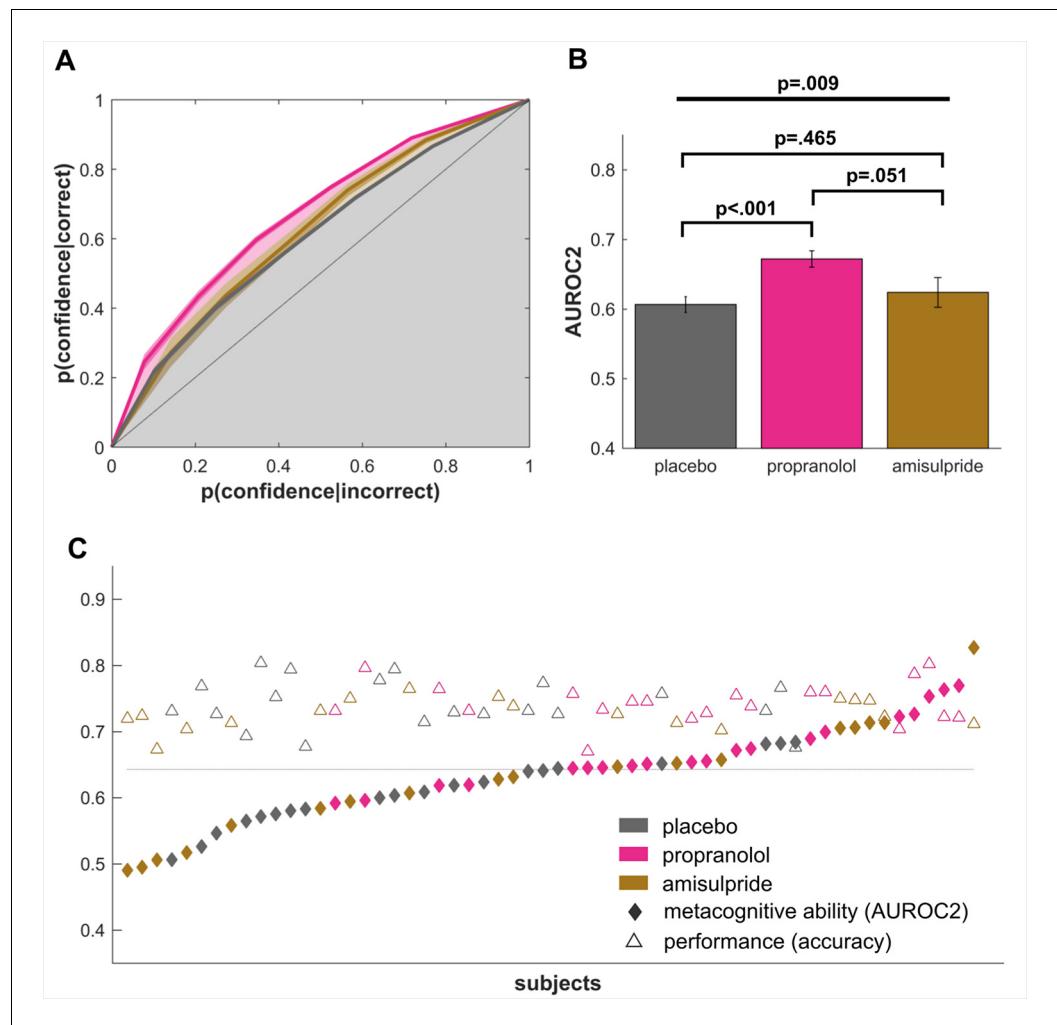 A
1
0.8
0.6
0.4
0.2
0
0
0.2
0.4
0.6
0.8
1
p(confidence|correct)
p(confidence|incorrect)
B
p=.009
p=.465
p=.051
p<.001
0.8
0.7
0.6
0.5
0.4
AUROC2
placebo
propranolol
amisulpride
C
0.9
0.8
0.7
0.6
0.5
0.4
placebo
propranolol
amisulpride
metacognitive ability (AUROC2)
performance (accuracy)
subjects